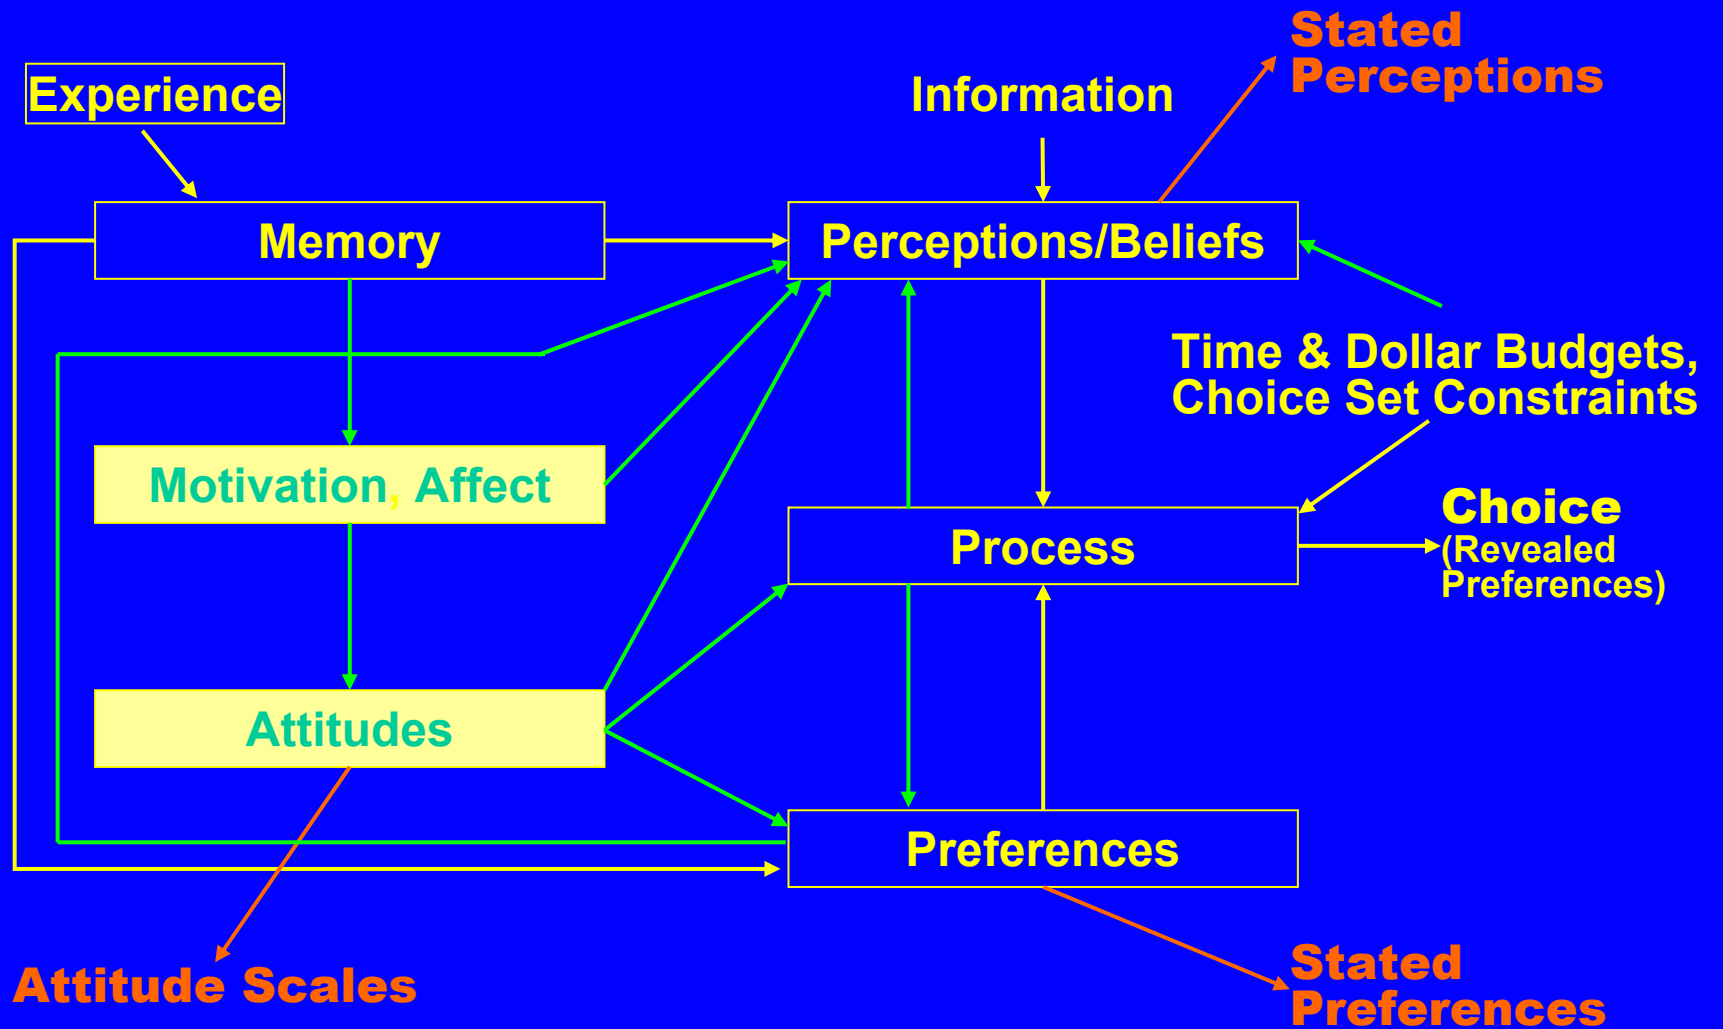 Stated
Perceptions
Experience
Information
Memory
Perceptions/Beliefs
Time & Dollar Budgets,
Choice Set Constraints
Motivation, Affect
Choice
(Revealed
Preferences)
Process
Attitudes
Preferences
Attitude Scales
Stated
Preferences